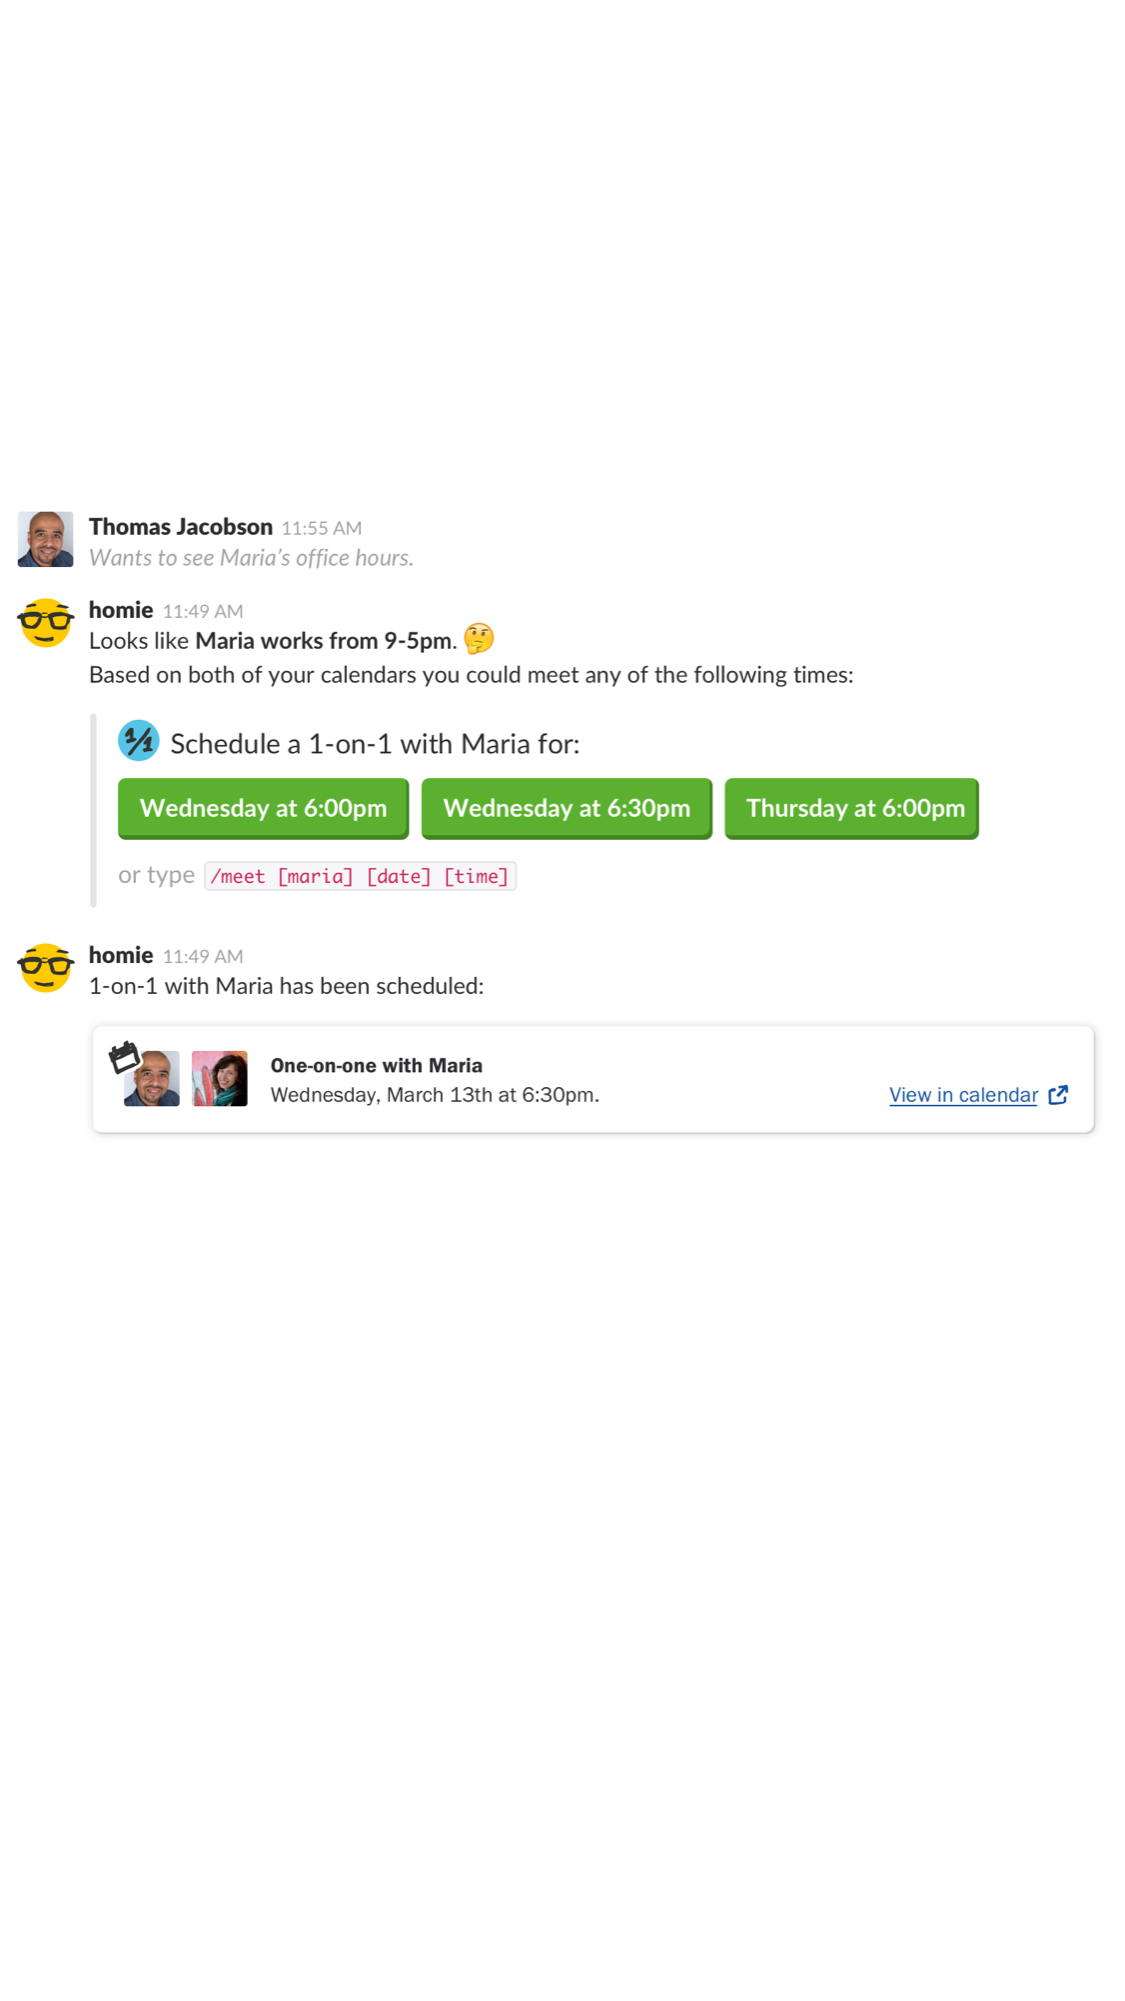 Thomas Jacobson 11:55 AM
Wants to see Maria’s office hours.
homie 11:49 AM
Looks like Maria works from 9-5pm. 🤔
Based on both of your calendars you could meet any of the following times:
1/1 Schedule a 1-on-1 with Maria for:
Wednesday at 6:00pm Wednesday at 6:30pm Thursday at 6:00pm
or type /meet [maria] [date] [time]
homie 11:49 AM
1-on-1 with Maria has been scheduled:
One-on-one with Maria
Wednesday, March 13th at 6:30pm. View in calendar